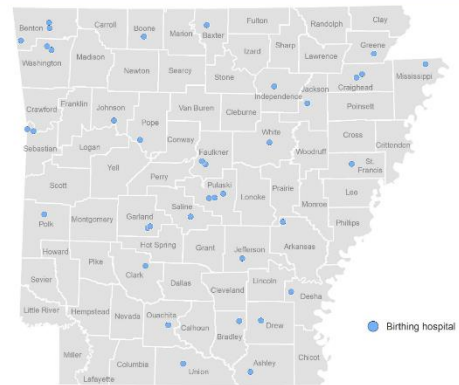 Benton
Carroll
Boone
Marion
Baxter
Fulton
Randolph
Clay
Washington
Madison
Newton
Searcy
Stone
Izard
Sharp
Lawrence
Greene
Independence
Jackson
Craighead
Mississippi
Crawford
Franklin
Johnson
Pope
Van Buren
Cleburne
Poinsett
Sebastian
Logan
Conway
Faulkner
White
Woodruff
Cross
Crittenden
St.
Francis
Scott
Yell
Perry
Pulaski
Lonoke
Prairie
Monroe
Lee
Phillips
Polk
Montgomery
Garland
Saline
Hot Spring
Grant
Jefferson
Arkansas
Howard
Pike
Clark
Dallas
Cleveland
Lincoln
Desha
Sevier
Little River
Hempstead
Nevada
Ouachita
Calhoun
Bradley
Drew
Miller
Lafayette
Columbia
Union
Ashley
Chicot
Birthing hospital